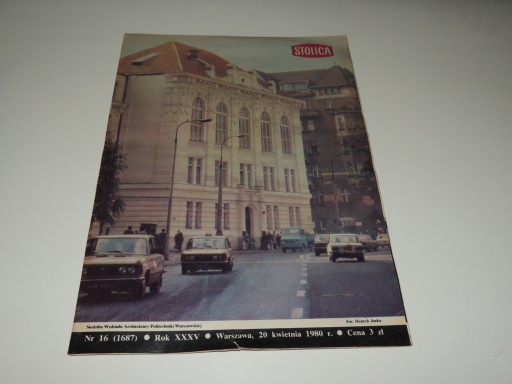 STOLICA
Siedziba Wydziału Architektury Politechniki Warszawskiej
Fot. Henryk Jurko
Nr 16 (1687) ● Rok XXXV ● Warszawa, 20 kwietnia 1980 r. ● Cena 3 zł